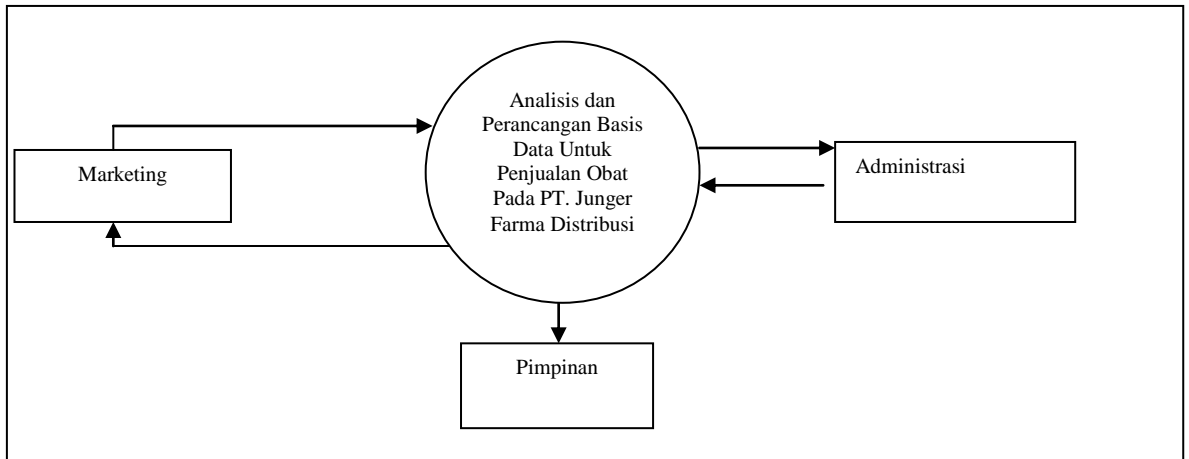 Analisis dan
Perancangan Basis
Data Untuk
Penjualan Obat
Pada PT. Junger
Farma Distribusi
Marketing
Administrasi
Pimpinan